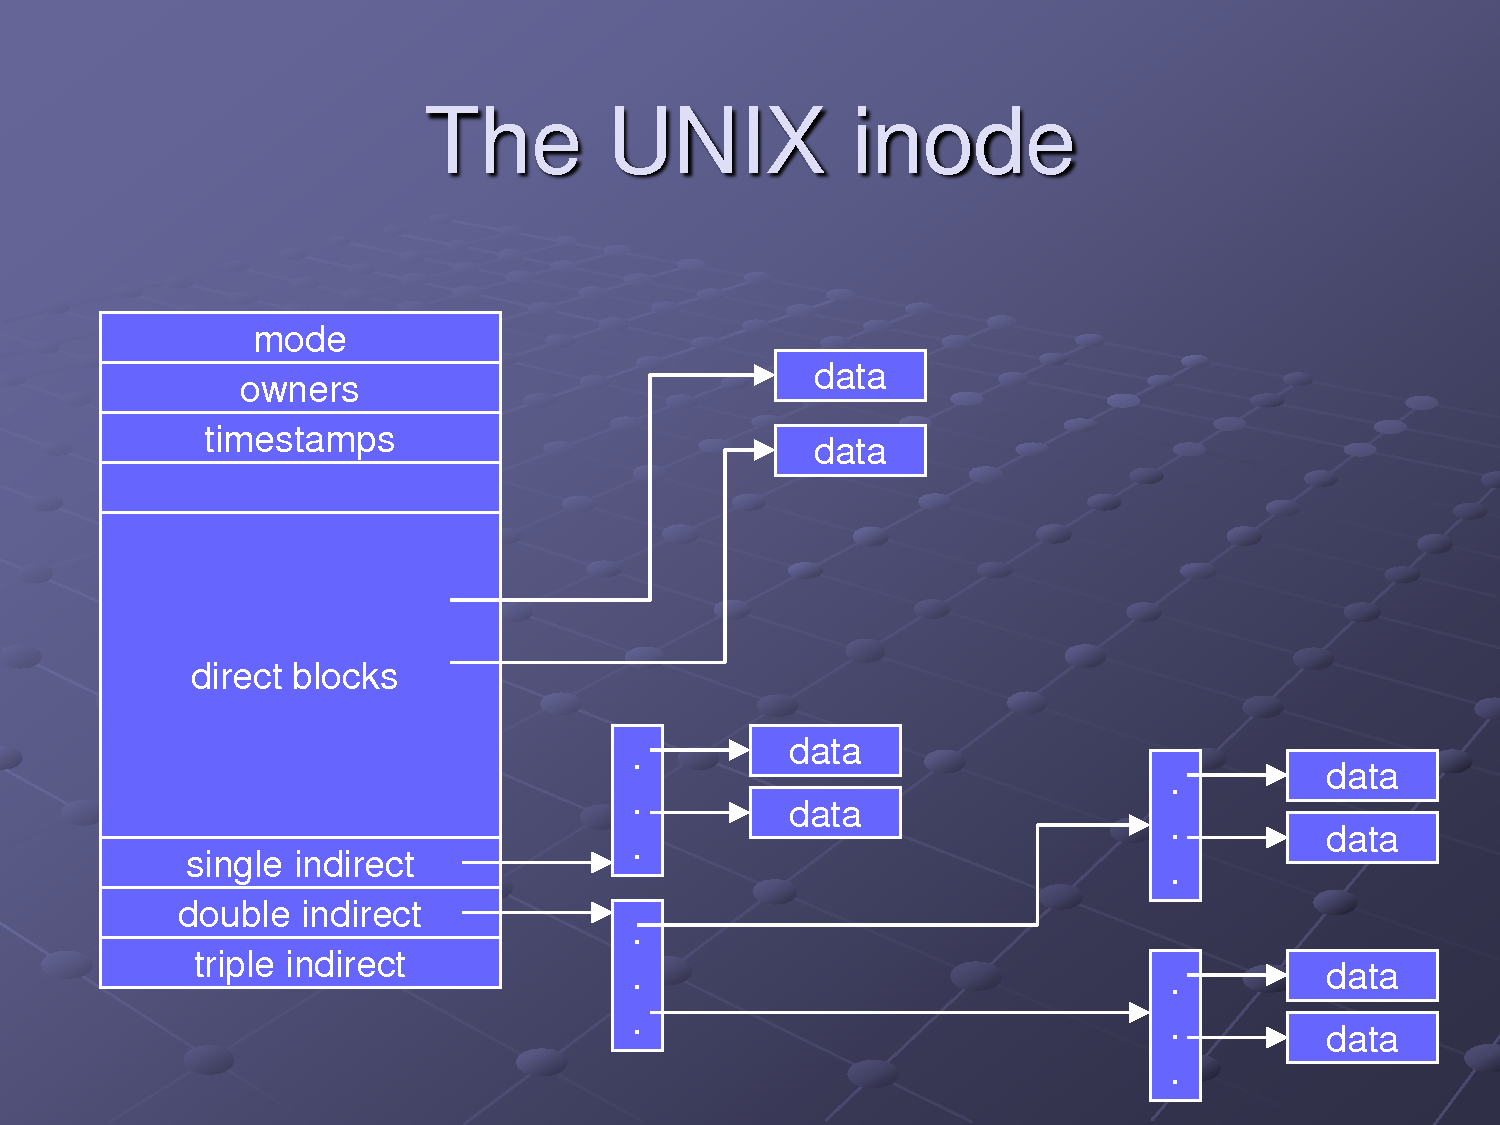 The UNIX inode
mode
owners
timestamps
direct blocks
single indirect
double indirect
triple indirect
data
data
.
.
.
data
data
.
.
.
.
.
.
data
data
.
.
.
data
data